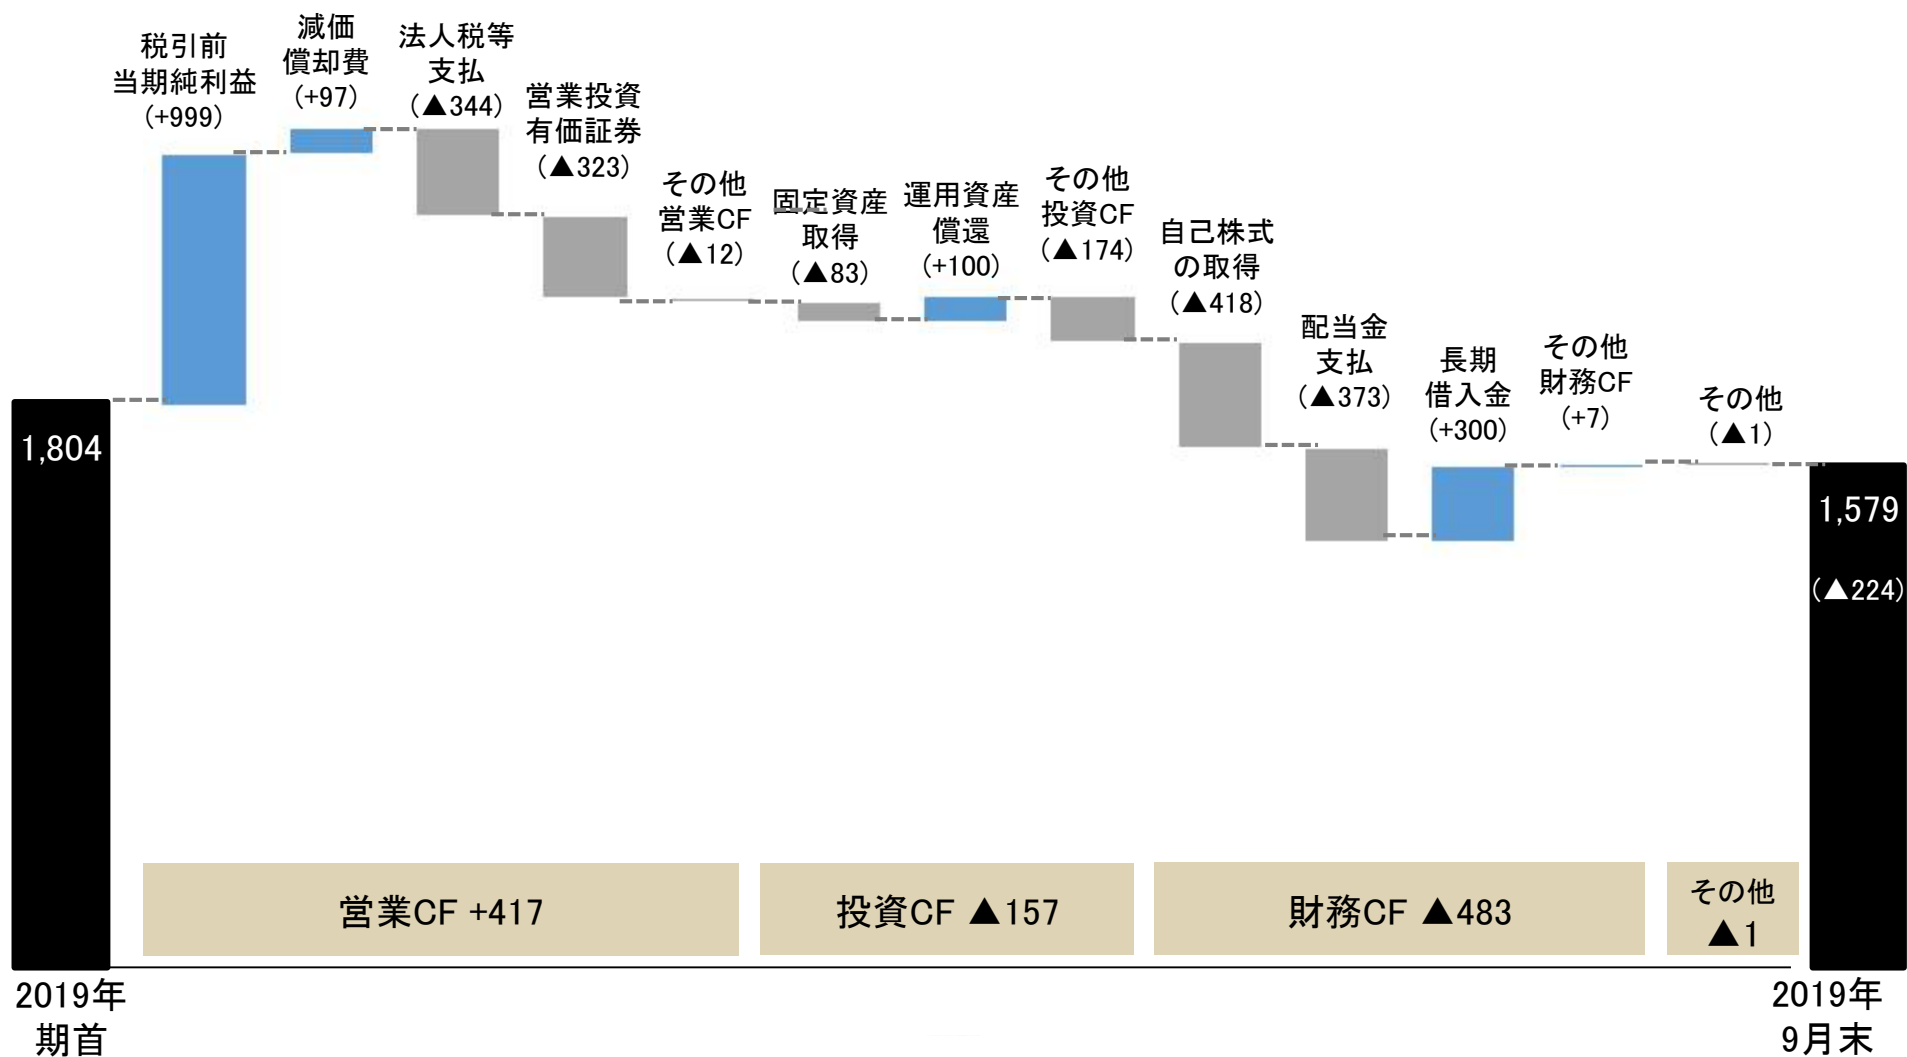 税引前
当期純利益
(+999)
減価
償却費
(+97)
法人税等
支払
(▲344)
営業投資
有価証券
(▲323)
その他
営業CF
(▲12)
固定資産
取得
(▲83)
運用資産
償還
(+100)
その他
投資CF
(▲174)
自己株式
の取得
(▲418)
配当金
支払
(▲373)
長期
借入金
(+300)
その他
財務CF
(+7)
その他
(▲1)
1,804
1,579
(▲224)
営業CF +417
投資CF ▲157
財務CF ▲483
その他
▲1
2019年
期首
2019年
9月末